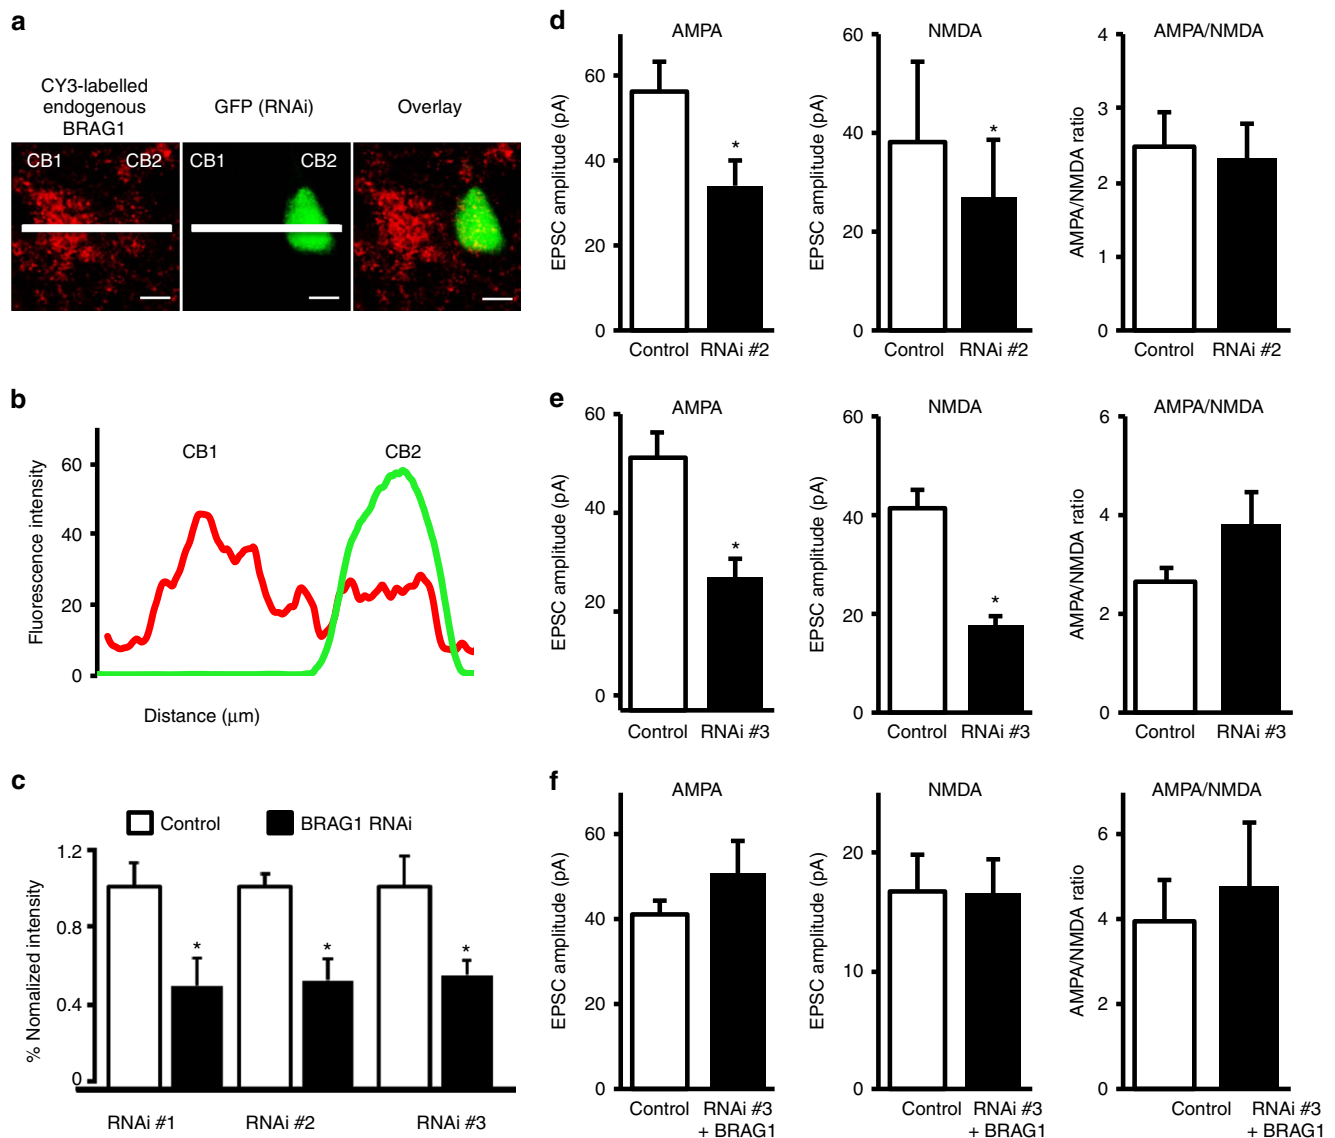 a
CY3-labelled
endogenous
BRAG1
GFP (RNAi)
Overlay
CB1 CB2
CB1 CB2
b
Fluorescence intensity
60
40
20
0
CB1
CB2
Distance (μm)
c
Control
BRAG1 RNAi
% Nomalized intensity
1.2
0.8
0.4
0
*
*
*
RNAi #1
RNAi #2
RNAi #3
d
AMPA
EPSC amplitude (pA)
60
40
20
0
*
Control RNAi #2
NMDA
EPSC amplitude (pA)
60
40
20
0
*
Control RNAi #2
AMPA/NMDA
AMPA/NMDA ratio
4
3
2
1
0
Control RNAi #2
e
AMPA
EPSC amplitude (pA)
60
40
20
0
*
Control RNAi #3
NMDA
EPSC amplitude (pA)
60
40
20
0
*
Control RNAi #3
AMPA/NMDA
AMPA/NMDA ratio
6
4
2
0
Control RNAi #3
f
AMPA
EPSC amplitude (pA)
60
40
20
0
Control RNAi #3
+ BRAG1
NMDA
EPSC amplitude (pA)
20
10
0
Control RNAi #3
+ BRAG1
AMPA/NMDA
AMPA/NMDA ratio
6
4
2
0
Control RNAi #3
+ BRAG1